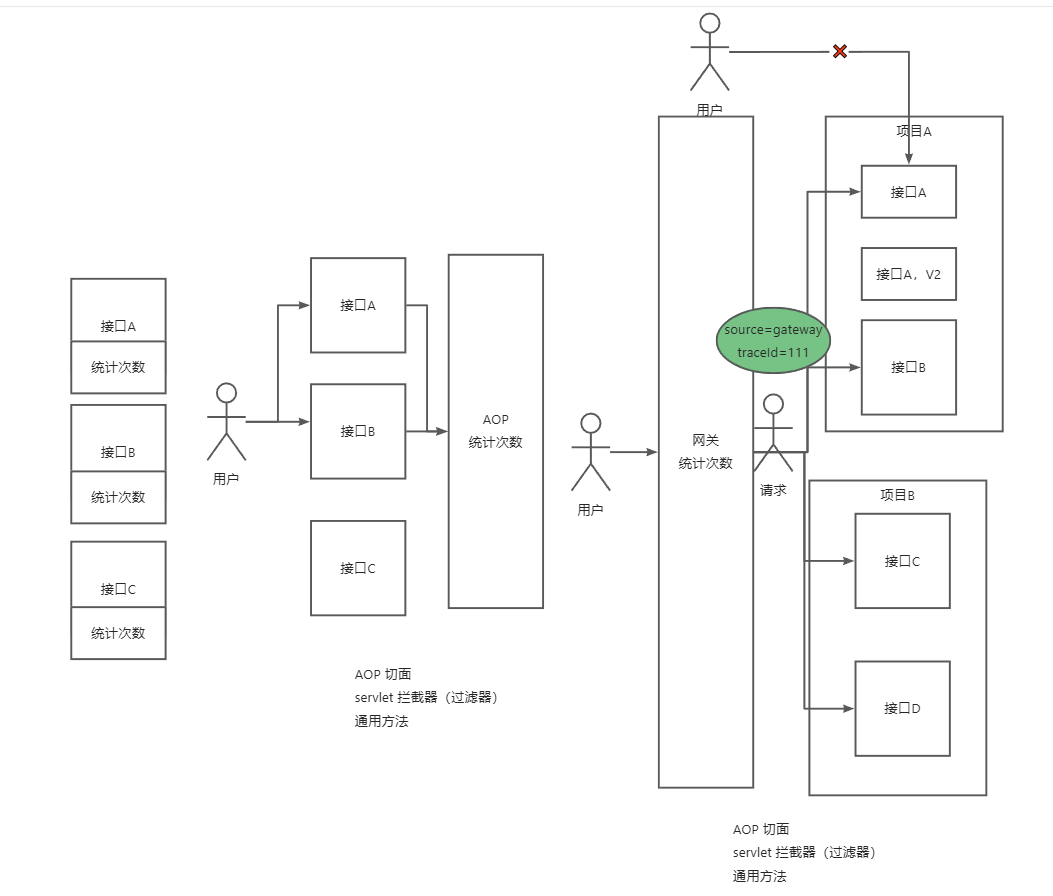 接口A
统计次数
接口B
统计次数
接口C
统计次数
用户
接口A
接口B
接口C
AOP
统计次数
AOP 切面
servlet 拦截器（过滤器）
通用方法
用户
用户
网关
统计次数
source=gateway
traceId=111
请求
项目A
接口A
接口A，V2
接口B
项目B
接口C
接口D
AOP 切面
servlet 拦截器（过滤器）
通用方法